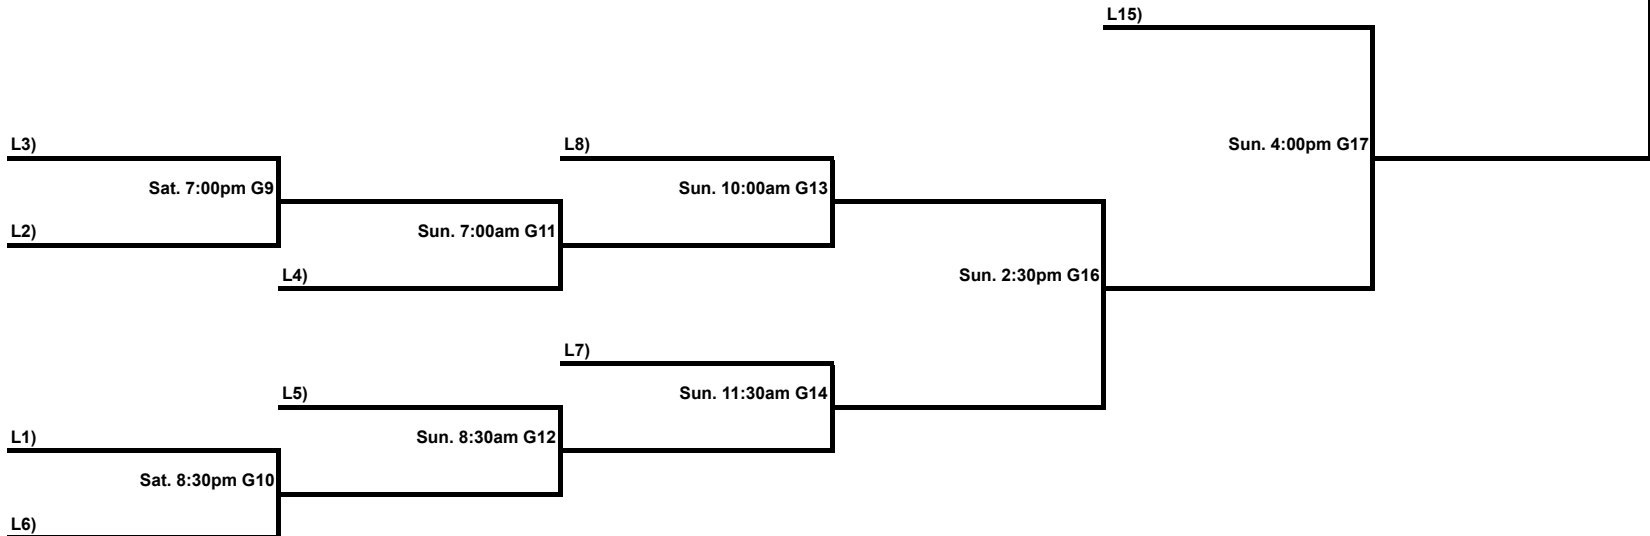 L15)
L3)
L8)
Sun. 4:00pm G17
Sat. 7:00pm G9
Sun. 10:00am G13
L2)
Sun. 7:00am G11
L4)
Sun. 2:30pm G16
L7)
L5)
Sun. 11:30am G14
L1)
Sun. 8:30am G12
Sat. 8:30pm G10
L6)